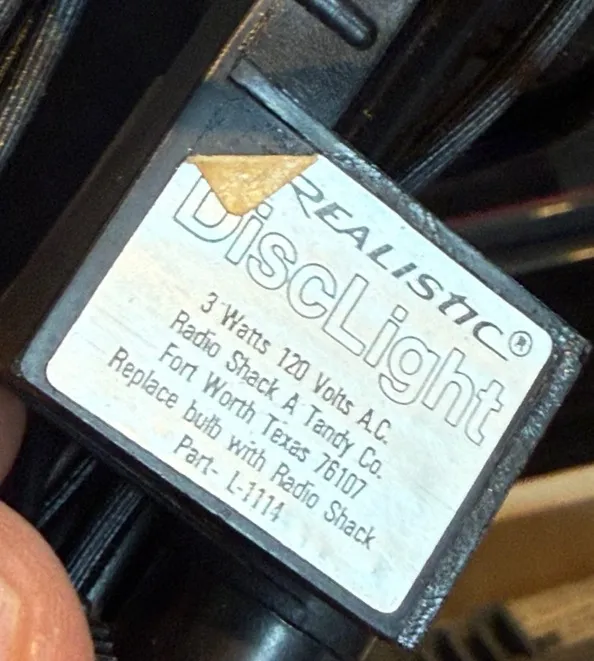 REALISTIC®
DiscLight
3 Watts 120 Volts A.C.
Radio Shack A Tandy Co.
Fort Worth Texas 76107
Replace bulb with Radio Shack
Part- L-1114